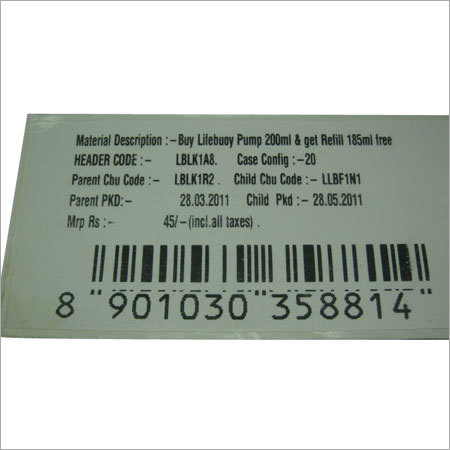 Material Description :-Buy Lifebuoy Pump 200ml & get Refill 185ml free
HEADER CODE :- LBLK1A8. Case Config :-20
Parent Cbu Code :- LBLK1R2 . Child Cbu Code :- LLBF1N1
Parent PKD:- 28.03.2011 Child Pkd :- 28.05.2011
Mrp Rs :- 45/-(incl.all taxes) .
8 "901030 358814 "